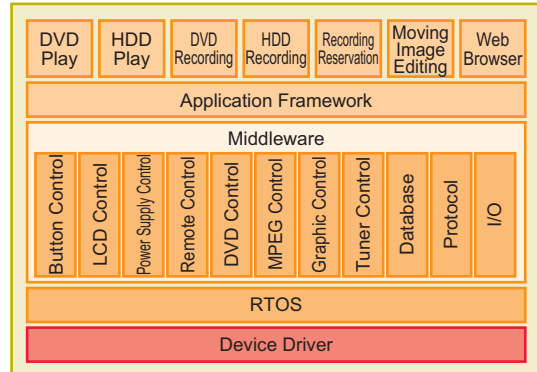 DVD
Play
HDD
Play
DVD
Recording
HDD
Recording
Recording
Reservation
Moving
Image
Editing
Web
Browser
Application Framework
Middleware
Button Control
LCD Control
Power Supply Control
Remote Control
DVD Control
MPEG Control
Graphic Control
Tuner Control
Database
Protocol
I/O
RTOS
Device Driver